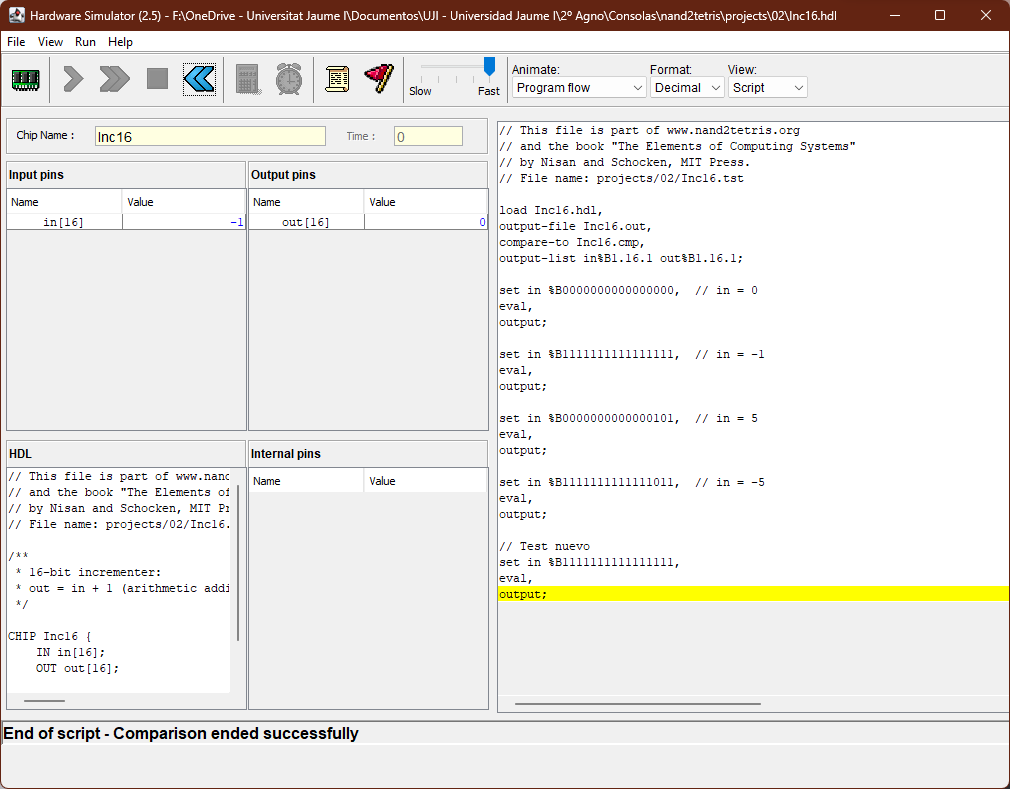 Hardware Simulator (2.5) - F:\OneDrive - Universitat Jaume I\Documentos\UJI - Universidad Jaume I\2º Agno\Consolas\nand2tetris\projects\02\Inc16.hdl
File View Run Help
Slow Fast
Animate: Format: View:
Program flow Decimal Script
Chip Name : Inc16 Time : 0
Input pins
Name Value
in[16] -1
Output pins
Name Value
out[16] 0
HDL
// This file is part of www.nand
// and the book "The Elements of
// by Nisan and Schocken, MIT Pr
// File name: projects/02/Inc16.
/**
* 16-bit incrementer:
* out = in + 1 (arithmetic addi
*/
CHIP Inc16 {
IN in[16];
OUT out[16];
Internal pins
Name Value
// This file is part of www.nand2tetris.org
// and the book "The Elements of Computing Systems"
// by Nisan and Schocken, MIT Press.
// File name: projects/02/Inc16.tst
load Inc16.hdl,
output-file Inc16.out,
compare-to Inc16.cmp,
output-list in%B1.16.1 out%B1.16.1;
set in %B0000000000000000,  // in = 0
eval,
output;
set in %B1111111111111111,  // in = -1
eval,
output;
set in %B0000000000000101,  // in = 5
eval,
output;
set in %B1111111111111011,  // in = -5
eval,
output;
// Test nuevo
set in %B1111111111111111,
eval,
output;
End of script - Comparison ended successfully